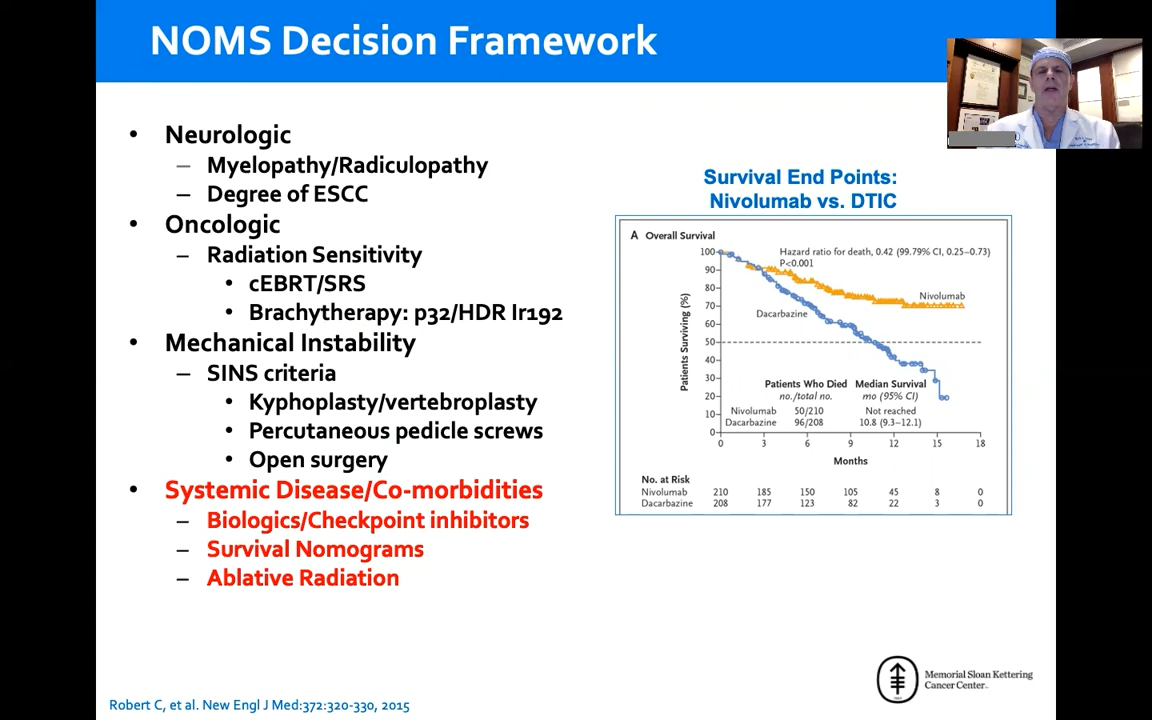 NOMS Decision Framework
• Neurologic
– Myelopathy/Radiculopathy
– Degree of ESCC
• Oncologic
– Radiation Sensitivity
• cEBRT/SRS
• Brachytherapy: p32/HDR Ir192
• Mechanical Instability
– SINS criteria
• Kyphoplasty/vertebroplasty
• Percutaneous pedicle screws
• Open surgery
• Systemic Disease/Co-morbidities
– Biologics/Checkpoint inhibitors
– Survival Nomograms
– Ablative Radiation
Survival End Points:
Nivolumab vs. DTIC
A Overall Survival
Hazard ratio for death, 0.42 (99.79% CI, 0.25–0.73)
P<0.001
Patients Surviving (%)
100
90
80
70
60
50
40
30
20
10
0
Nivolumab
Dacarbazine
Patients Who Died Median Survival
no./total no. mo (95% CI)
Nivolumab 50/210 Not reached
Dacarbazine 96/208 10.8 (9.3–12.1)
0 3 6 9 12 15 18
Months
No. at Risk
Nivolumab 210 185 150 105 45 8 0
Dacarbazine 208 177 123 82 22 3 0
Memorial Sloan Kettering
Cancer Center
Robert C, et al. New Engl J Med:372:320-330, 2015